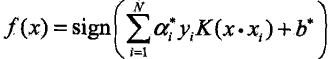 f(x) = sign(∑_{i=1}^{N} α_i^* y_i K(x·x_i) + b^*)